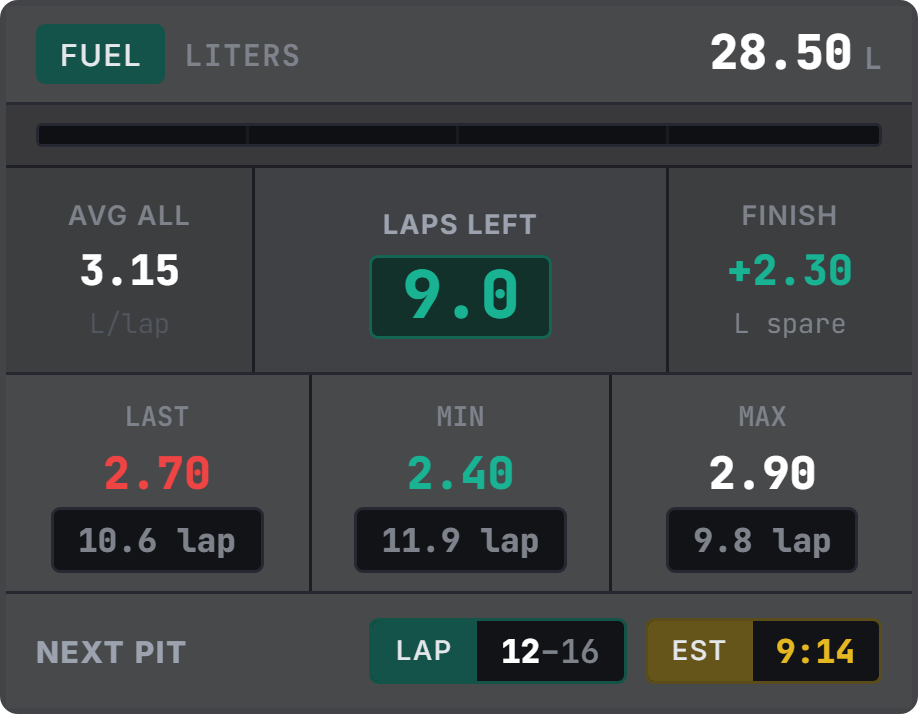 FUEL LITERS 28.50 L
AVG ALL
3.15
L/lap
LAPS LEFT
9.0
FINISH
+2.30
L spare
LAST
2.70
10.6 lap
MIN
2.40
11.9 lap
MAX
2.90
9.8 lap
NEXT PIT LAP 12–16 EST 9:14